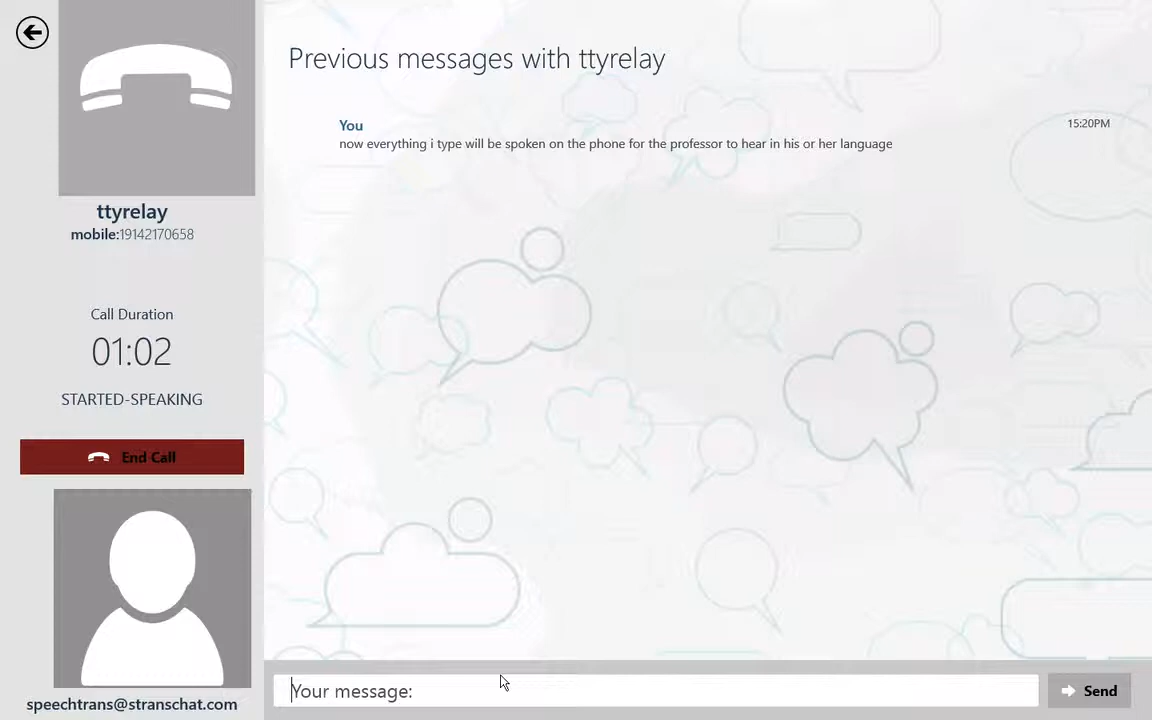 Previous messages with ttyrelay
You
15:20PM
now everything i type will be spoken on the phone for the professor to hear in his or her language
ttyrelay
mobile:19142170658
Call Duration
01:02
STARTED-SPEAKING
End Call
speechtrans@stranschat.com
Your message:
Send